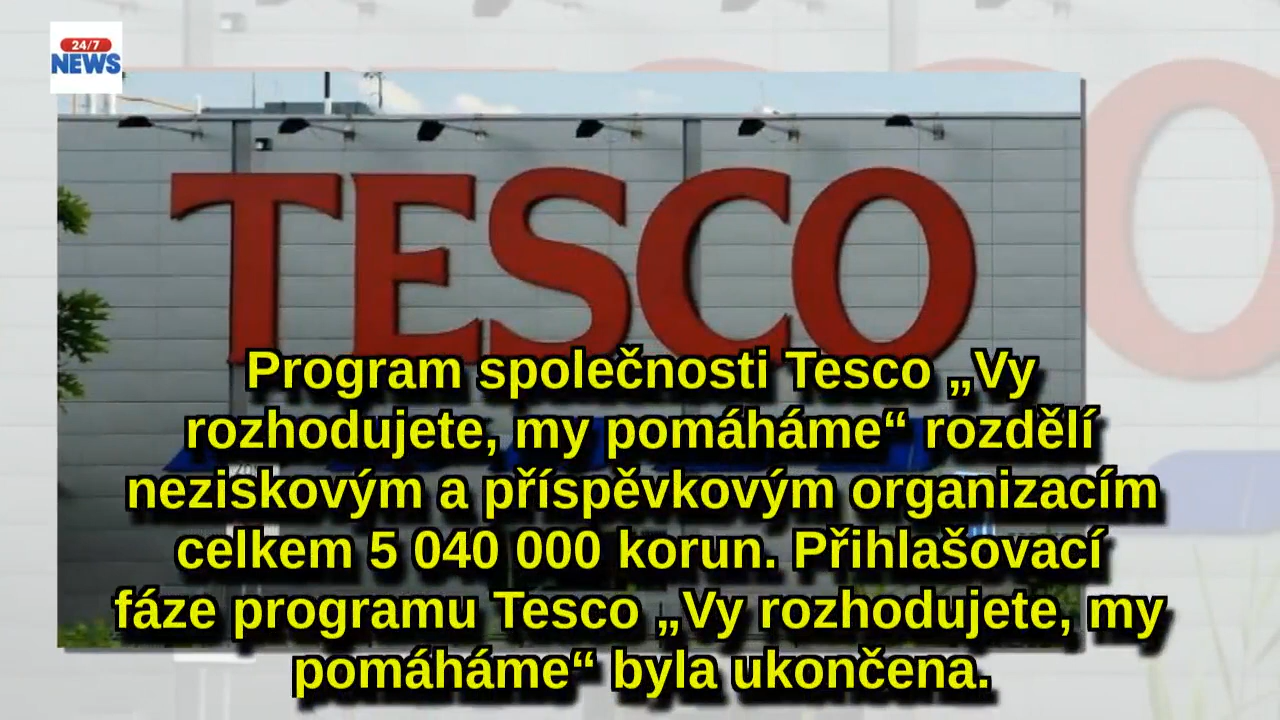 24/7
NEWS
TESCO
Program společnosti Tesco „Vy
rozhodujete, my pomáháme“ rozdělí
neziskovým a příspěvkovým organizacím
celkem 5 040 000 korun. Přihlašovací
fáze programu Tesco „Vy rozhodujete, my
pomáháme“ byla ukončena.